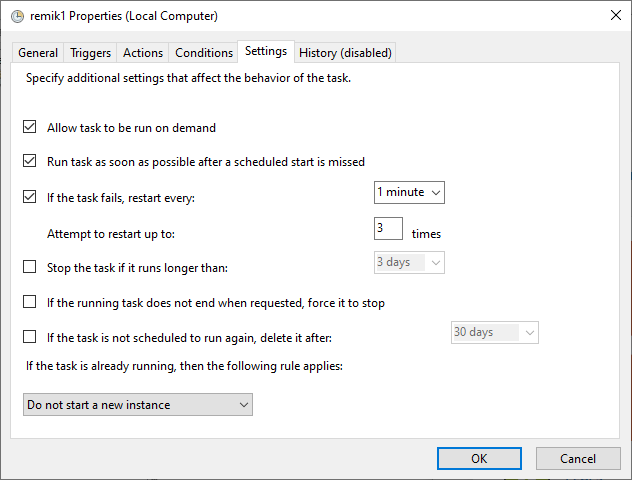 remik1 Properties (Local Computer)
General Triggers Actions Conditions Settings History (disabled)
Specify additional settings that affect the behavior of the task.
Allow task to be run on demand
Run task as soon as possible after a scheduled start is missed
If the task fails, restart every: 1 minute
Attempt to restart up to: 3 times
Stop the task if it runs longer than: 3 days
If the running task does not end when requested, force it to stop
If the task is not scheduled to run again, delete it after: 30 days
If the task is already running, then the following rule applies:
Do not start a new instance
OK Cancel